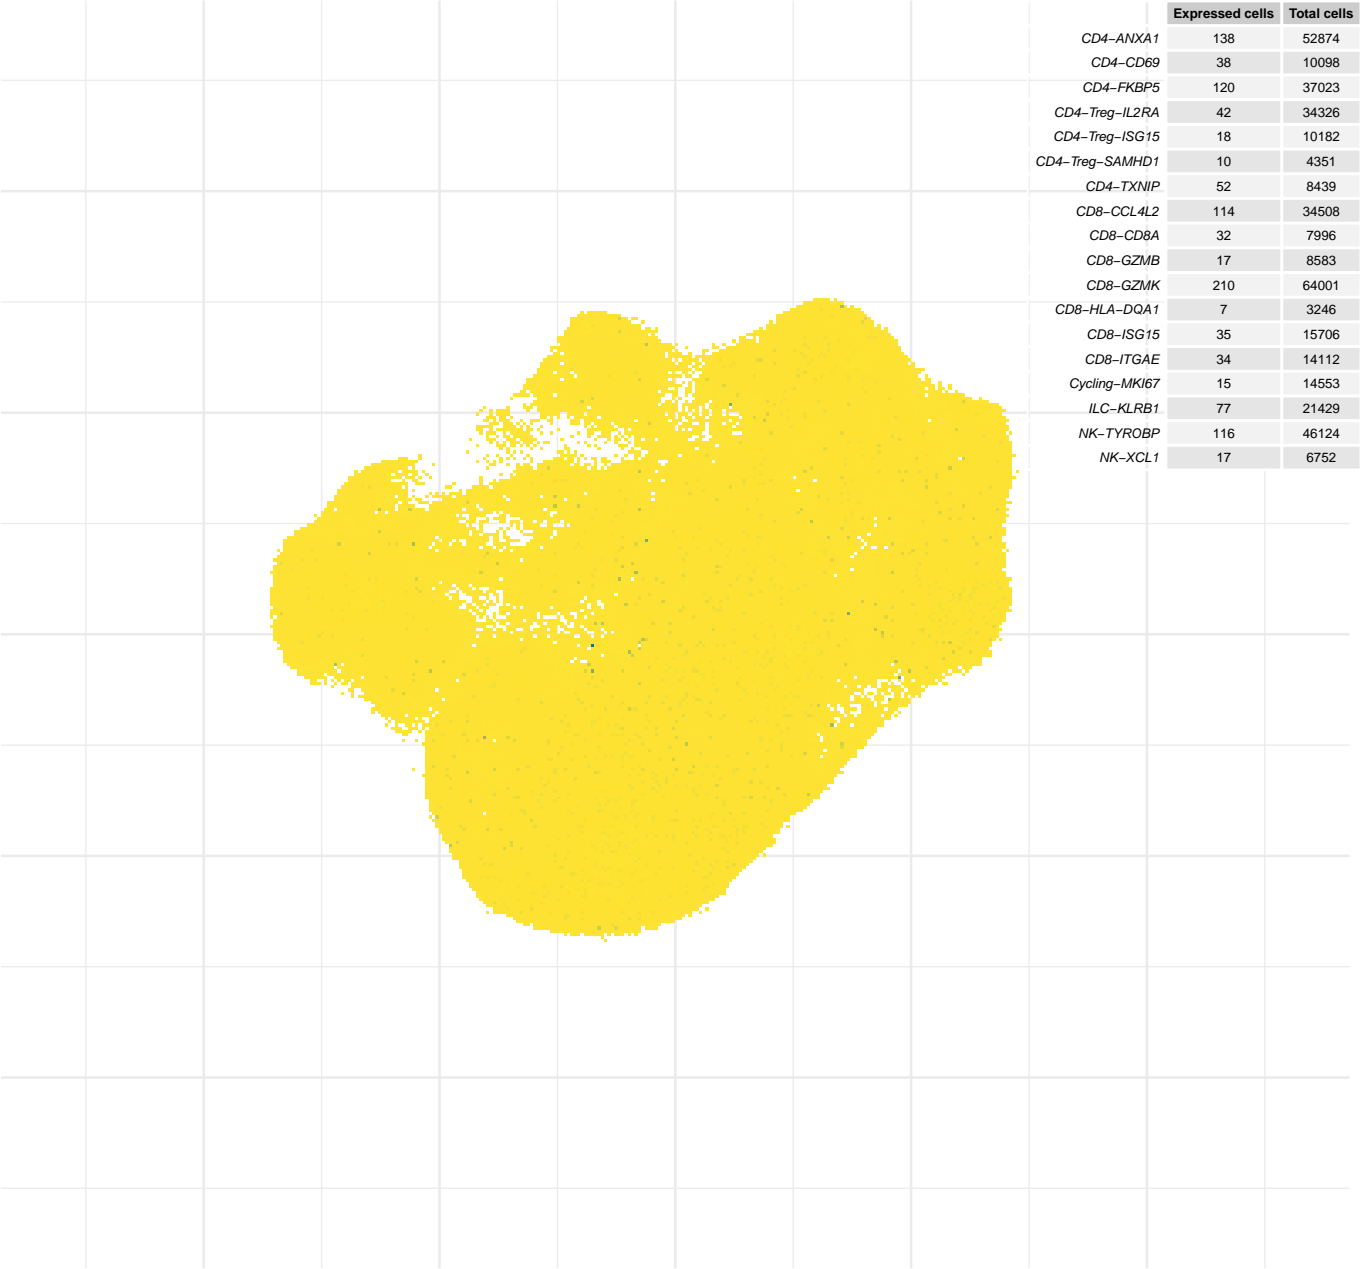 Expressed cells Total cells
CD4−ANXA1 138 52874
CD4−CD69 38 10098
CD4−FKBP5 120 37023
CD4−Treg−IL2RA 42 34326
CD4−Treg−ISG15 18 10182
CD4−Treg−SAMHD1 10 4351
CD4−TXNIP 52 8439
CD8−CCL4L2 114 34508
CD8−CD8A 32 7996
CD8−GZMB 17 8583
CD8−GZMK 210 64001
CD8−HLA−DQA1 7 3246
CD8−ISG15 35 15706
CD8−ITGAE 34 14112
Cycling−MKI67 15 14553
ILC−KLRB1 77 21429
NK−TYROBP 116 46124
NK−XCL1 17 6752